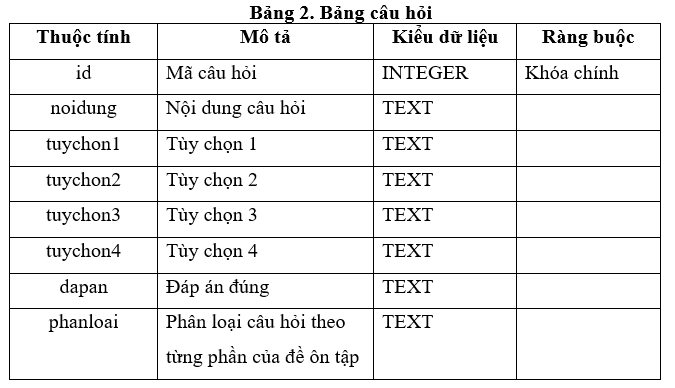 Bảng 2. Bảng câu hỏi
Thuộc tính Mô tả Kiểu dữ liệu Ràng buộc
id Mã câu hỏi INTEGER Khóa chính
noidung Nội dung câu hỏi TEXT
tuychon1 Tùy chọn 1 TEXT
tuychon2 Tùy chọn 2 TEXT
tuychon3 Tùy chọn 3 TEXT
tuychon4 Tùy chọn 4 TEXT
dapan Đáp án đúng TEXT
phanloai Phân loại câu hỏi theo TEXT
từng phần của đề ôn tập